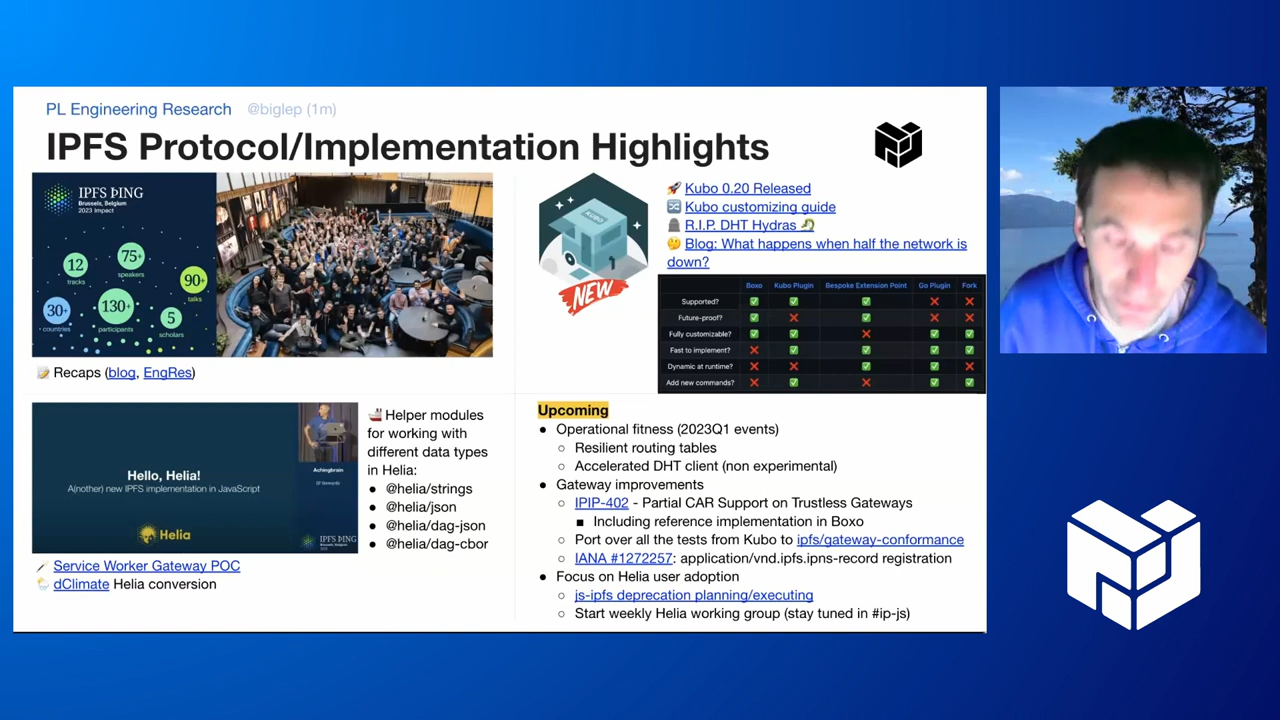 PL Engineering Research @biglep (1m)
IPFS Protocol/Implementation Highlights
IPFS ÞING
Brussels, Belgium
2023 Impact
12
tracks
75+
speakers
90+
talks
30+
countries
130+
participants
5
scholars
📝 Recaps (blog, EngRes)
KUBO
NEW
🚀 Kubo 0.20 Released
🔀 Kubo customizing guide
🪦 R.I.P. DHT Hydras 🐉
🤔 Blog: What happens when half the network is
down?
Boxo Kubo Plugin Bespoke Extension Point Go Plugin Fork
Supported? ✅ ✅ ✅ ❌ ❌
Future-proof? ✅ ❌ ✅ ❌ ❌
Fully customizable? ✅ ✅ ❌ ✅ ✅
Fast to implement? ❌ ✅ ✅ ✅ ✅
Dynamic at runtime? ❌ ❌ ✅ ✅ ❌
Add new commands? ❌ ✅ ❌ ✅ ✅
Hello, Helia!
A(nother) new IPFS implementation in JavaScript
Helia
Achingbrain
IP Stewards
IPFS ÞING
Brussels, Belgium
🚢 Helper modules
for working with
different data types
in Helia:
● @helia/strings
● @helia/json
● @helia/dag-json
● @helia/dag-cbor
Service Worker Gateway POC
dClimate Helia conversion
Upcoming
● Operational fitness (2023Q1 events)
○ Resilient routing tables
○ Accelerated DHT client (non experimental)
● Gateway improvements
○ IPIP-402 - Partial CAR Support on Trustless Gateways
■ Including reference implementation in Boxo
○ Port over all the tests from Kubo to ipfs/gateway-conformance
○ IANA #1272257: application/vnd.ipfs.ipns-record registration
● Focus on Helia user adoption
○ js-ipfs deprecation planning/executing
○ Start weekly Helia working group (stay tuned in #ip-js)